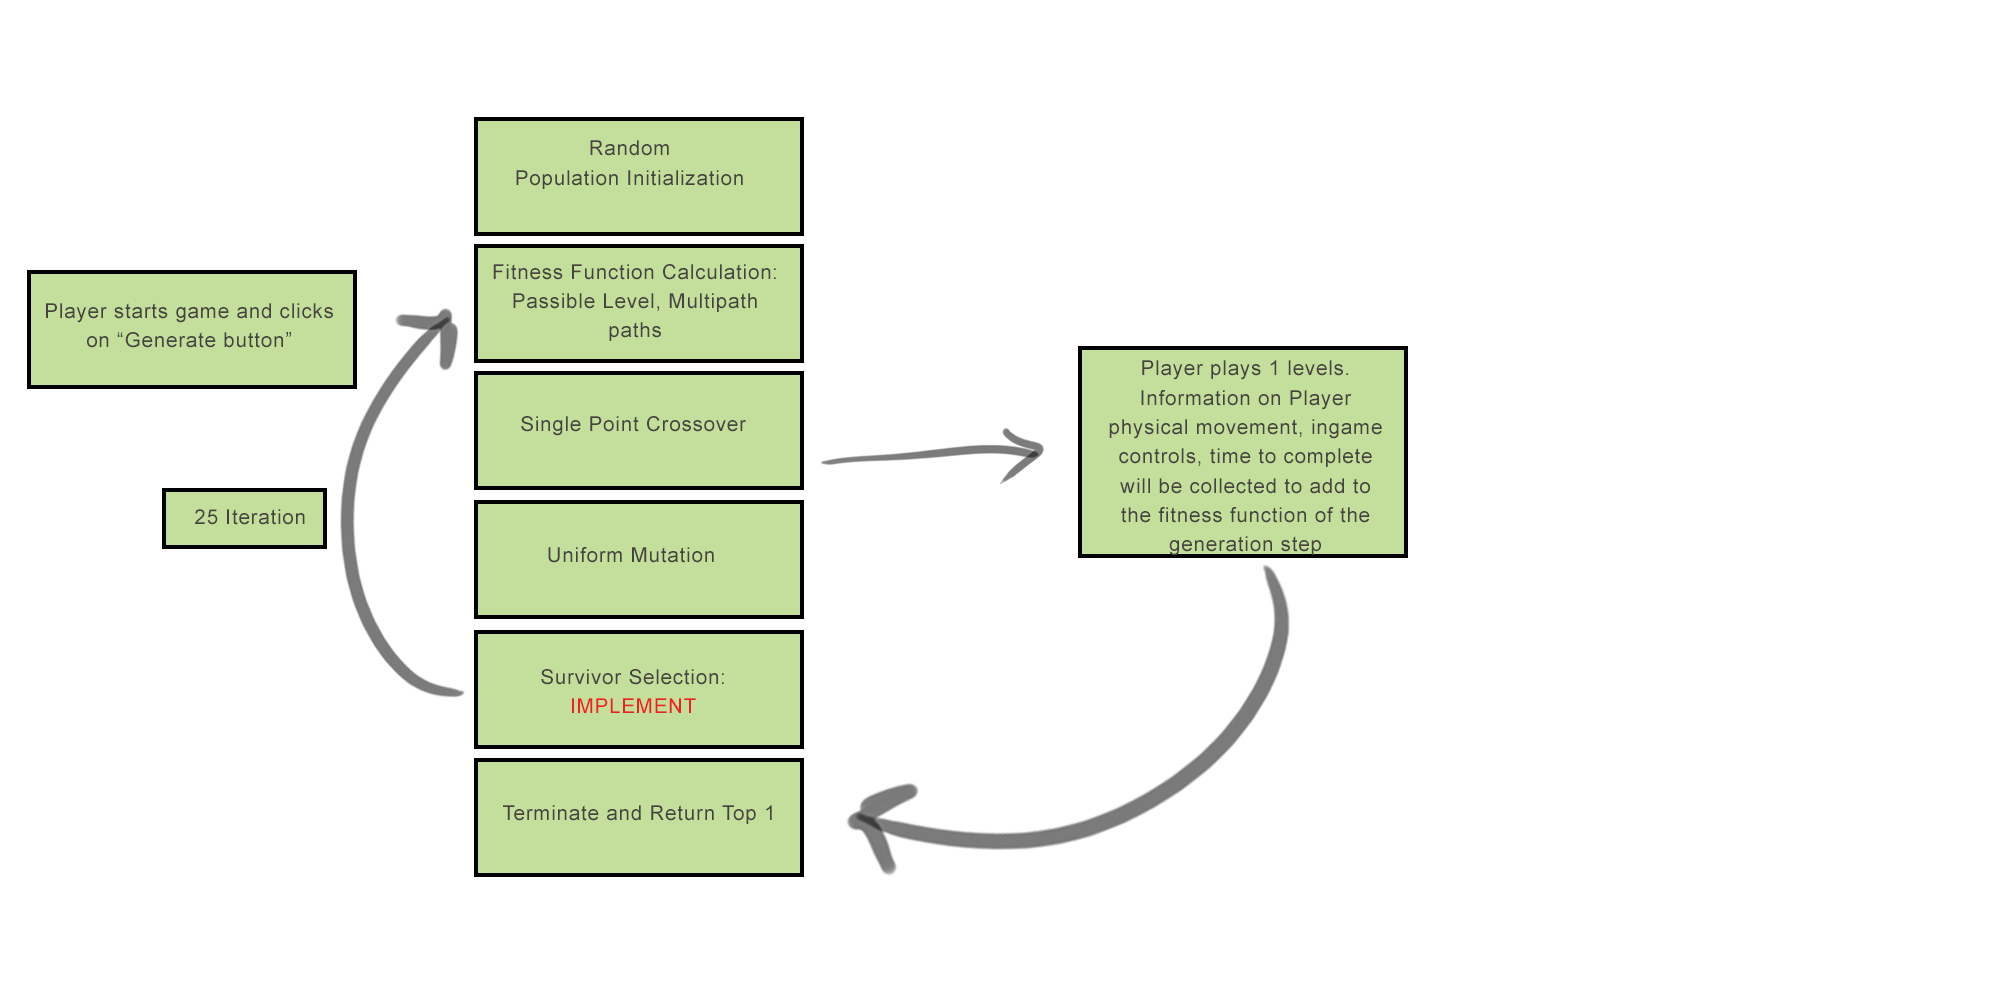 Random
Population Initialization
Fitness Function Calculation:
Passible Level, Multipath
paths
Player starts game and clicks
on “Generate button”
Single Point Crossover
25 Iteration
Uniform Mutation
Survivor Selection:
IMPLEMENT
Terminate and Return Top 1
Player plays 1 levels.
Information on Player
physical movement, ingame
controls, time to complete
will be collected to add to
the fitness function of the
generation step